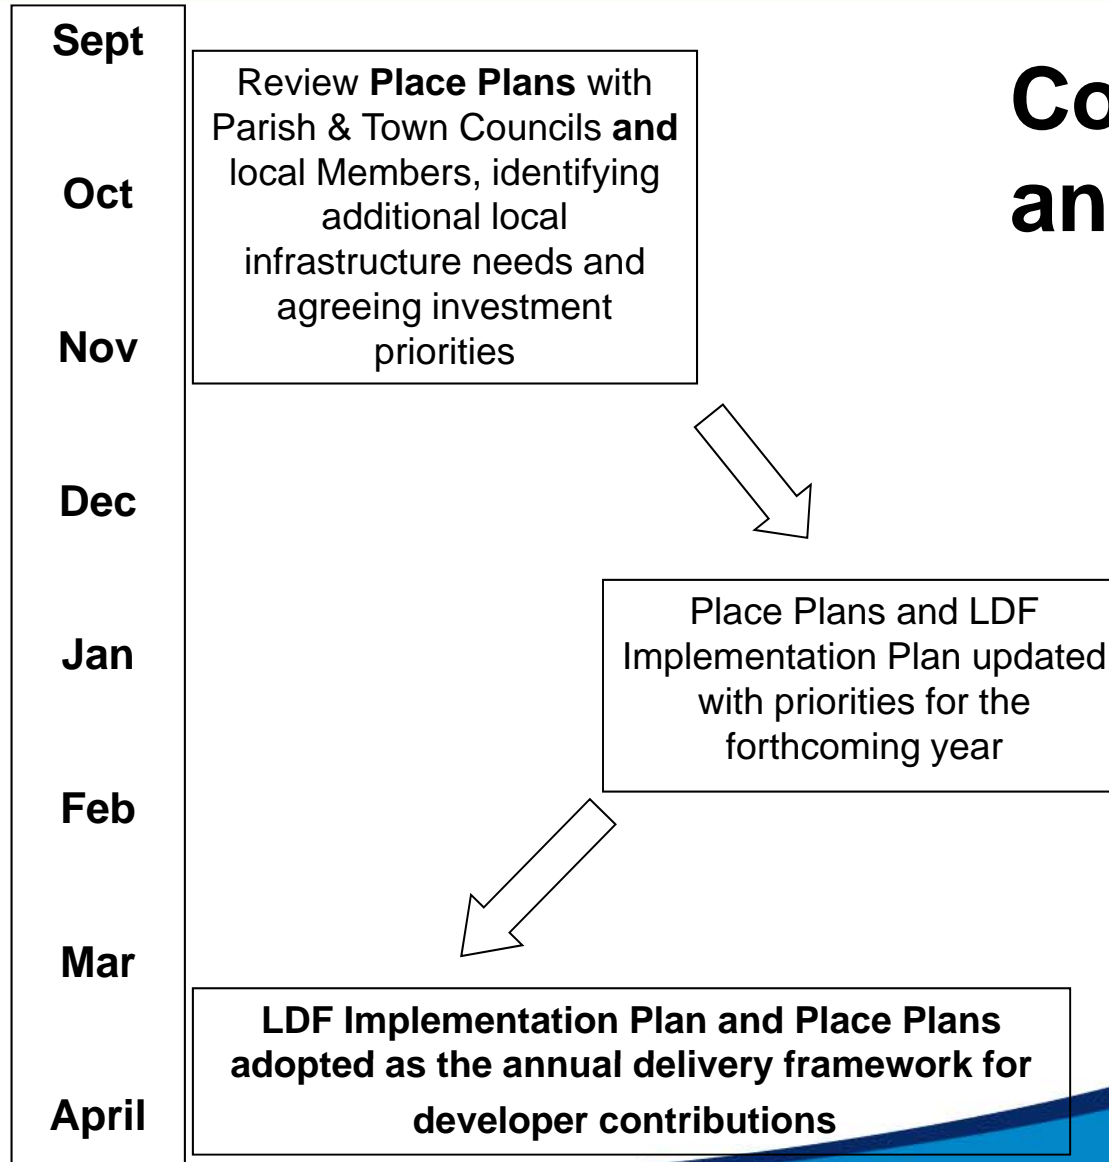 Sept
Oct
Nov
Dec
Jan
Feb
Mar
April
Review Place Plans with
Parish & Town Councils and
local Members, identifying
additional local
infrastructure needs and
agreeing investment
priorities
Place Plans and LDF
Implementation Plan updated
with priorities for the
forthcoming year
LDF Implementation Plan and Place Plans
adopted as the annual delivery framework for
developer contributions